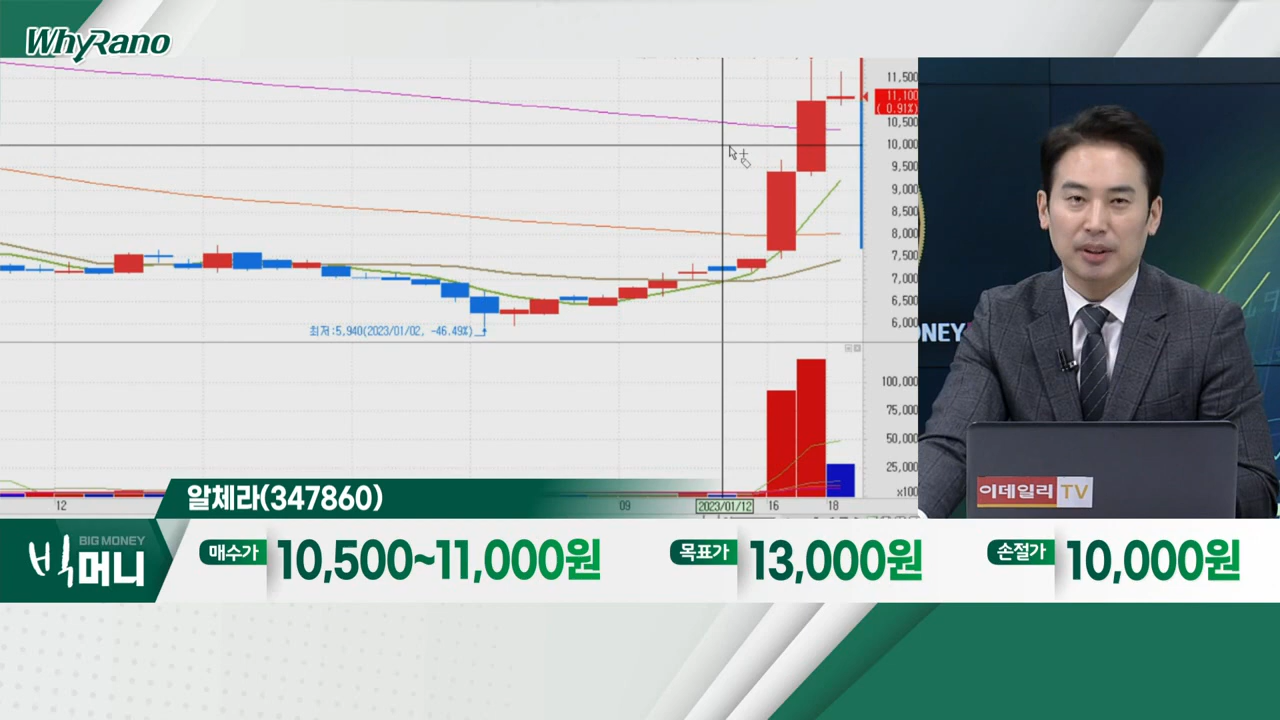 WhyRano
11,500
11,100
( 0.91%)
10,500
10,000
9,500
9,000
8,500
8,000
7,500
7,000
6,500
6,000
최저:5,940(2023/01/02, -46.49%)
ONEY
100,000
75,000
50,000
25,000
x100
12
09
2023/01/12
16
18
이데일리 TV
알체라(347860)
BIG MONEY
빅머니
매수가
10,500~11,000원
목표가
13,000원
손절가
10,000원